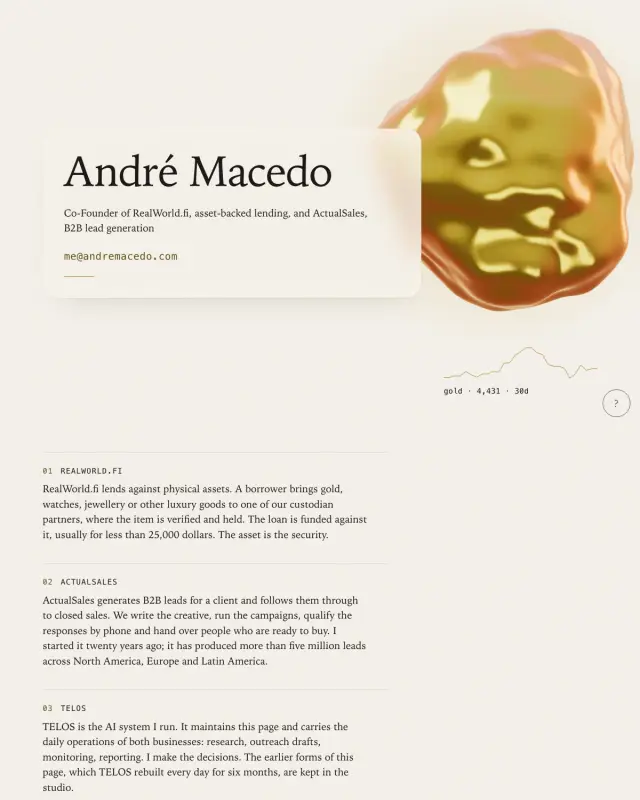 André Macedo
Co-Founder of RealWorld.fi, asset-backed lending, and ActualSales,
B2B lead generation
me@andremacedo.com
gold · 4,431 · 30d
?
01 REALWORLD.FI
RealWorld.fi lends against physical assets. A borrower brings gold,
watches, jewellery or other luxury goods to one of our custodian
partners, where the item is verified and held. The loan is funded against
it, usually for less than 25,000 dollars. The asset is the security.
02 ACTUALSALES
ActualSales generates B2B leads for a client and follows them through
to closed sales. We write the creative, run the campaigns, qualify the
responses by phone and hand over people who are ready to buy. I
started it twenty years ago; it has produced more than five million leads
across North America, Europe and Latin America.
03 TELOS
TELOS is the AI system I run. It maintains this page and carries the
daily operations of both businesses: research, outreach drafts,
monitoring, reporting. I make the decisions. The earlier forms of this
page, which TELOS rebuilt every day for six months, are kept in the
studio.